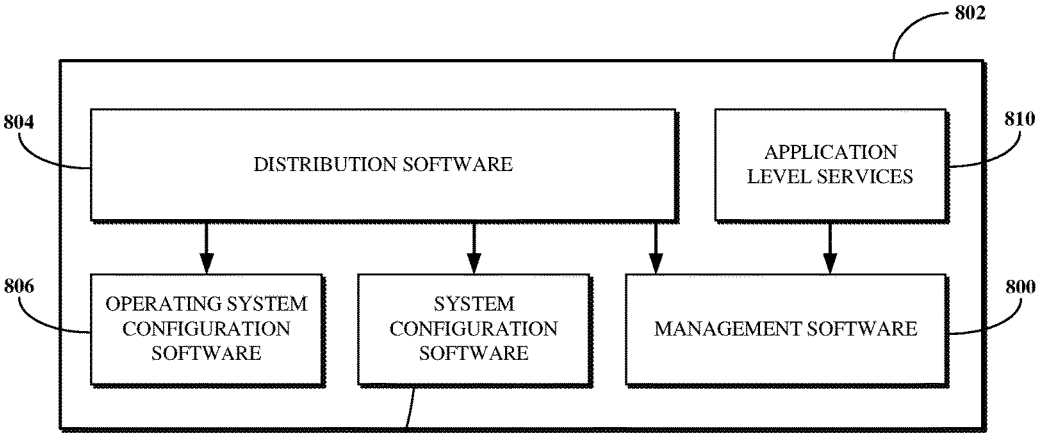 802
804
DISTRIBUTION SOFTWARE
APPLICATION
LEVEL SERVICES
810
806
OPERATING SYSTEM
CONFIGURATION
SOFTWARE
SYSTEM
CONFIGURATION
SOFTWARE
MANAGEMENT SOFTWARE
800